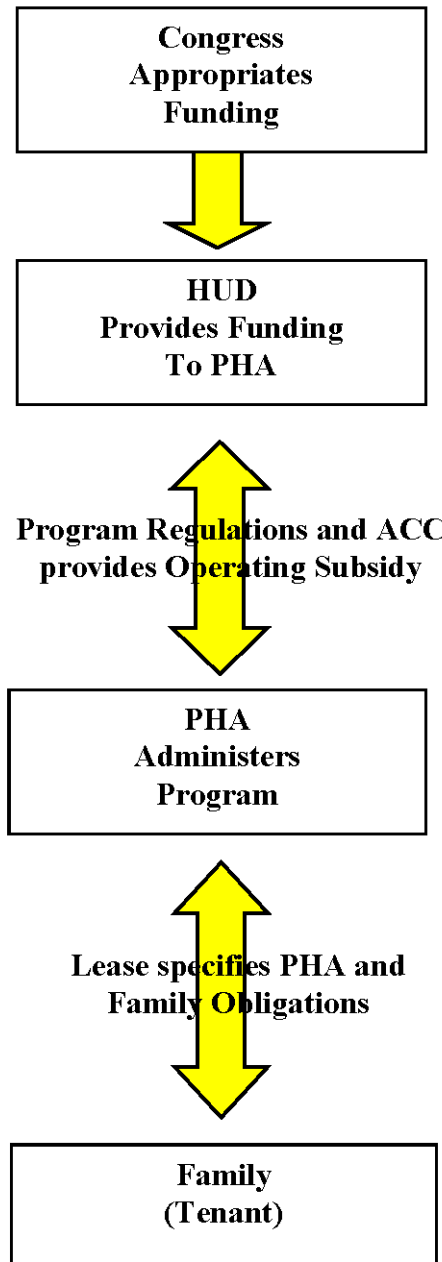 Congress
Appropriates
Funding
HUD
Provides Funding
To PHA
Program Regulations and ACC
provides Operating Subsidy
PHA
Administers
Program
Lease specifies PHA and
Family Obligations
Family
(Tenant)